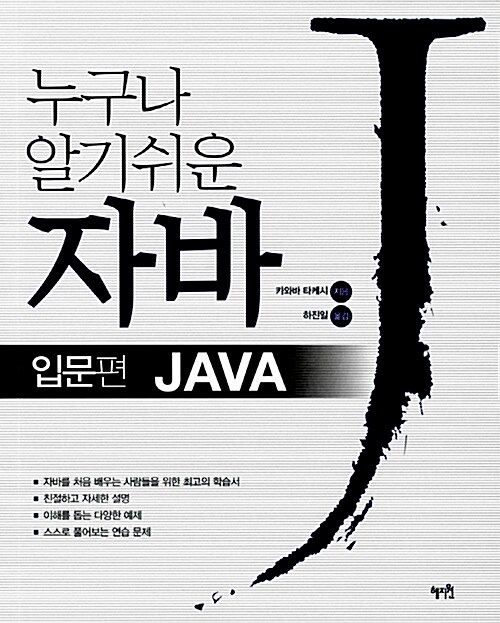 J
누구나
알기쉬운
자바
카와바 타케시 지음
하진일 옮김
입문편 JAVA
자바를 처음 배우는 사람들을 위한 최고의 학습서
친절하고 자세한 설명
이해를 돕는 다양한 예제
스스로 풀어보는 연습 문제
혜지원